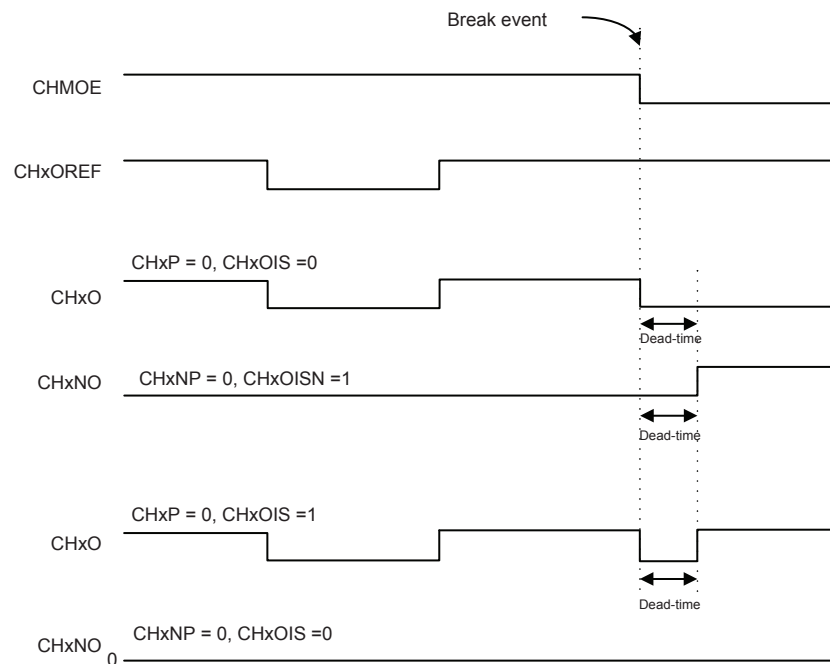 Break event
CHMOE
CHxOREF
CHxP = 0, CHxOIS =0
CHxO
Dead-time
CHxNO
CHxNP = 0, CHxOISN =1
Dead-time
CHxP = 0, CHxOIS =1
CHxO
Dead-time
CHxNP = 0, CHxOIS =0
CHxNO
0